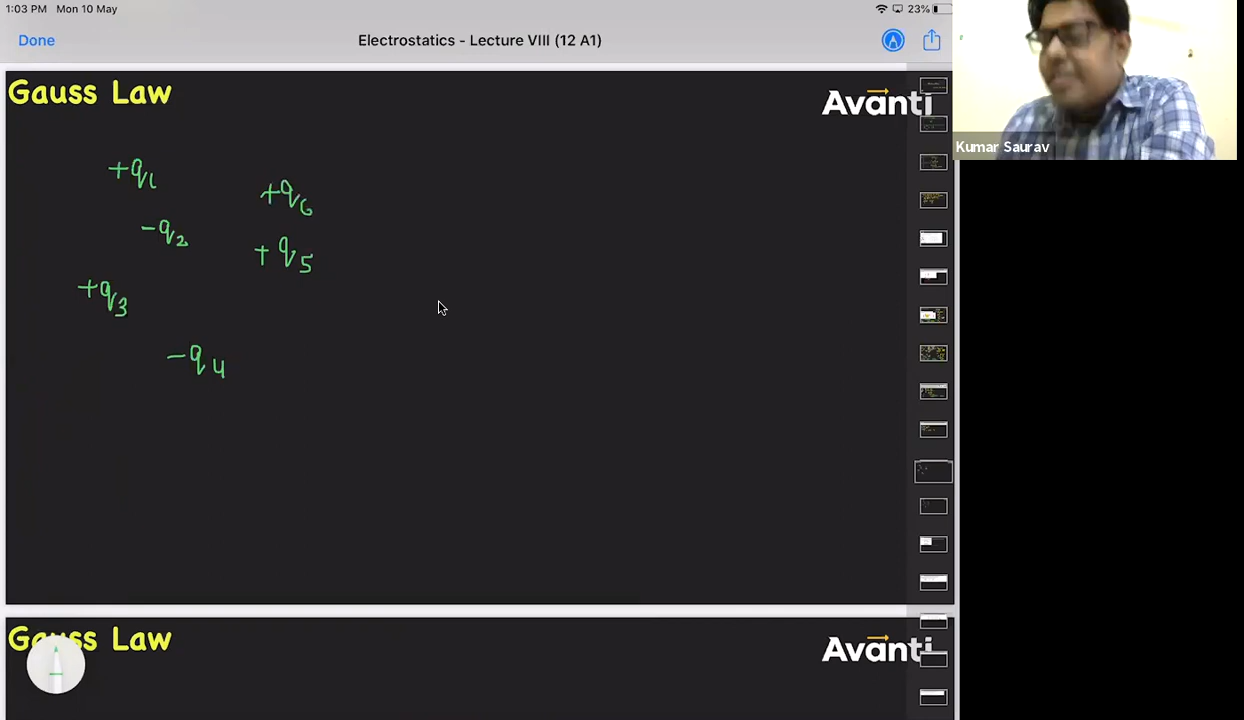 1:03 PM Mon 10 May
23%
Done
Electrostatics - Lecture VIII (12 A1)
Gauss Law
Avanti
Kumar Saurav
+q1
+q6
-q2
+q5
+q3
-q4
Gauss Law
Avanti